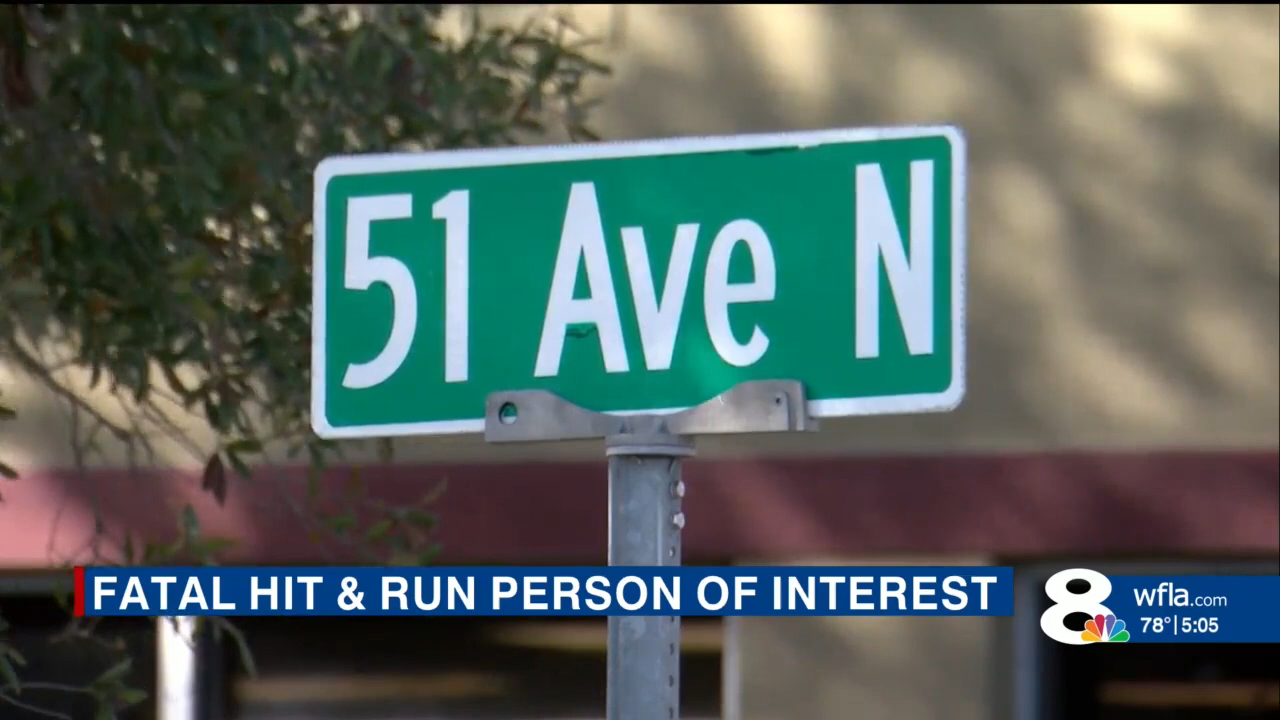 51 Ave N
FATAL HIT & RUN PERSON OF INTEREST
8
wfla.com
78° | 5:05